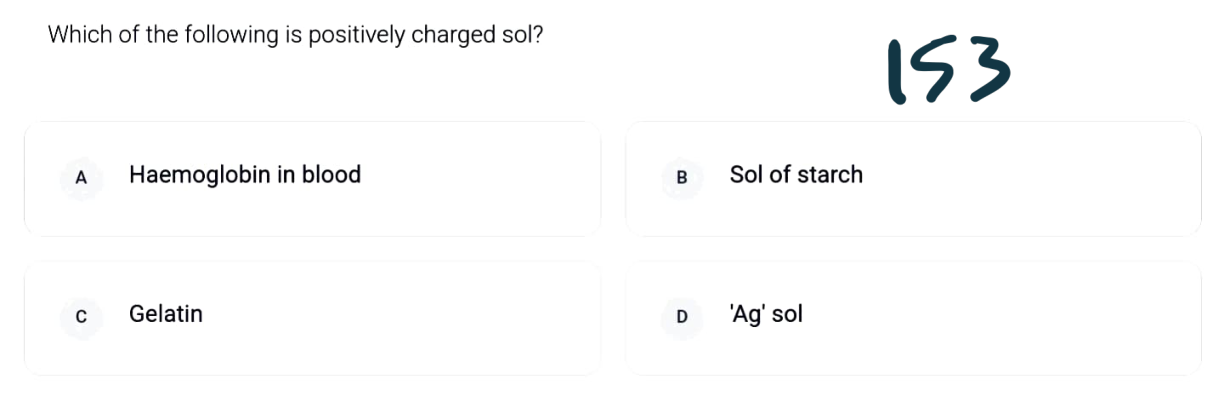 Which of the following is positively charged sol?
153
A Haemoglobin in blood
B Sol of starch
C Gelatin
D 'Ag' sol